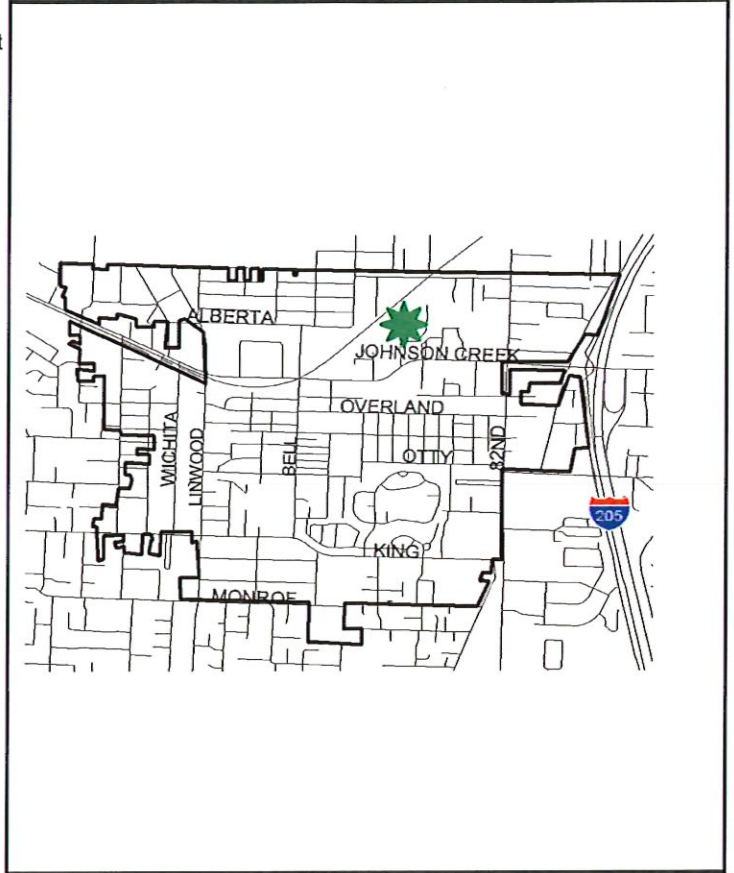 t
ALBERTA
JOHNSON CREEK
OVERLAND
WICHITA
LINWOOD
BELL
OTTY
82ND
205
KING
MONROE